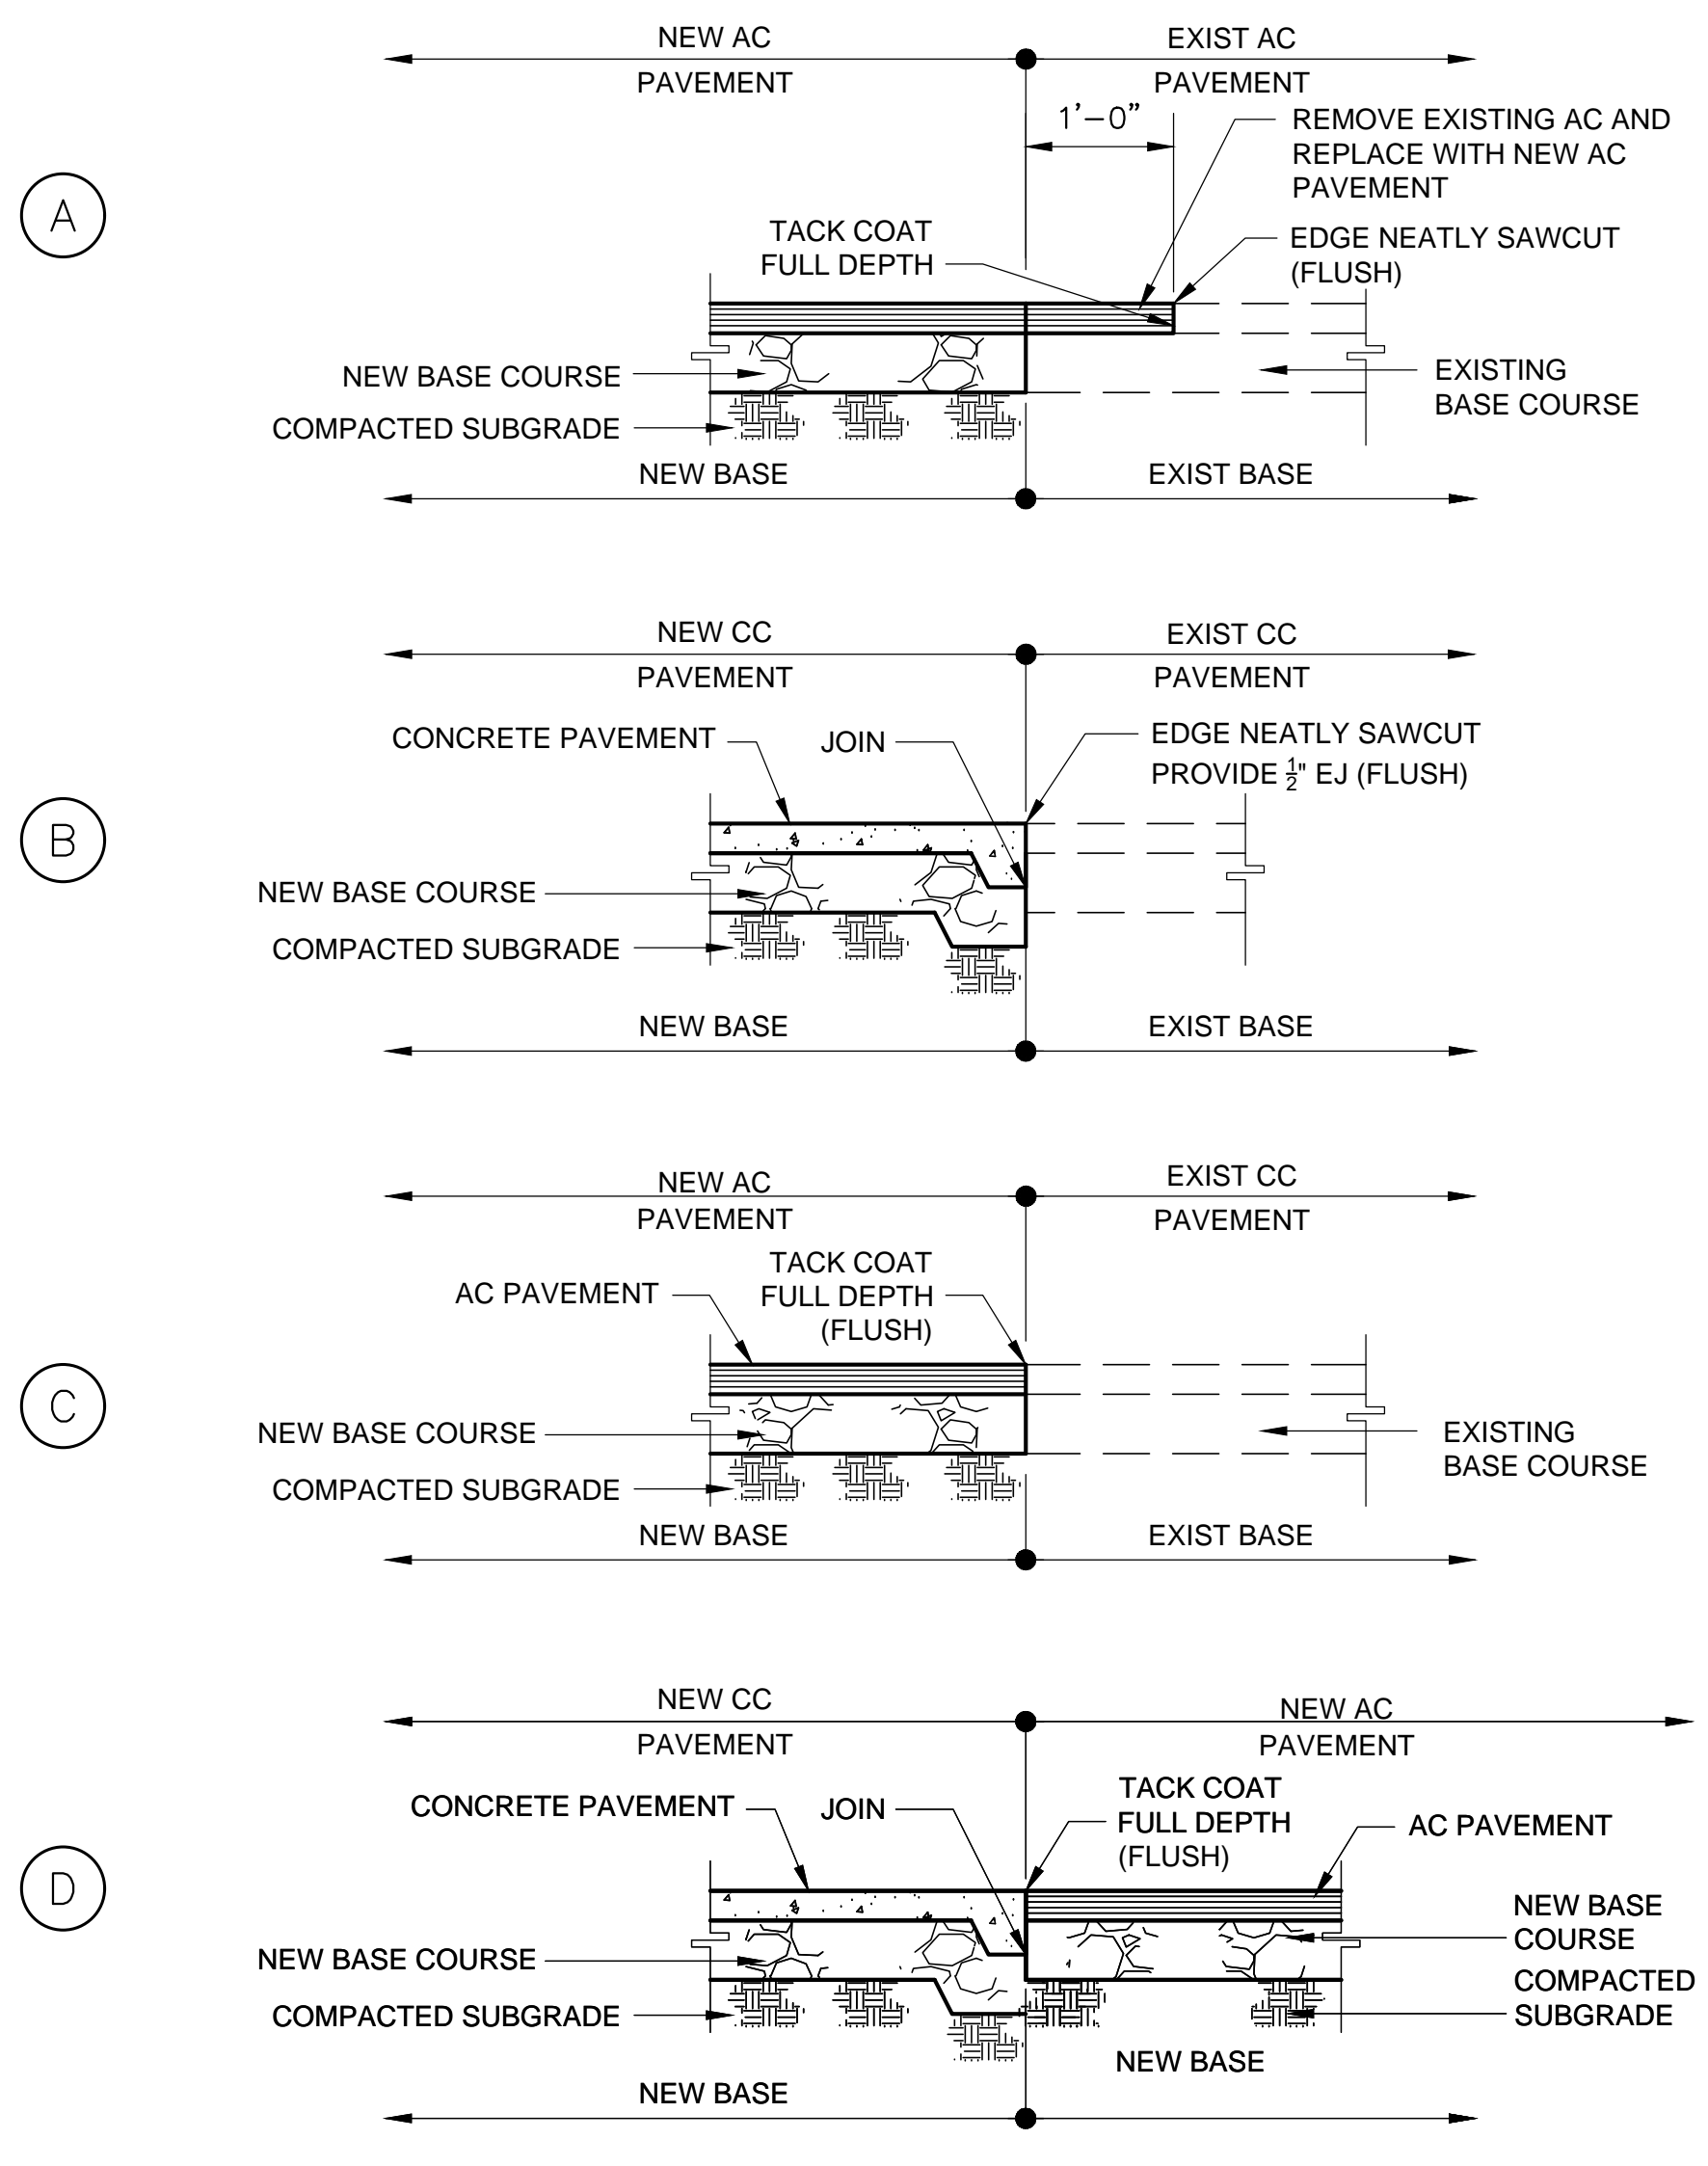 NEW AC
PAVEMENT
EXIST AC
PAVEMENT
1'-0"
REMOVE EXISTING AC AND
REPLACE WITH NEW AC
PAVEMENT
A
TACK COAT
FULL DEPTH
EDGE NEATLY SAWCUT
(FLUSH)
NEW BASE COURSE
EXISTING
BASE COURSE
COMPACTED SUBGRADE
NEW BASE
EXIST BASE
NEW CC
PAVEMENT
EXIST CC
PAVEMENT
CONCRETE PAVEMENT
JOIN
EDGE NEATLY SAWCUT
PROVIDE ½" EJ (FLUSH)
B
NEW BASE COURSE
COMPACTED SUBGRADE
NEW BASE
EXIST BASE
NEW AC
PAVEMENT
EXIST CC
PAVEMENT
AC PAVEMENT
TACK COAT
FULL DEPTH
(FLUSH)
C
NEW BASE COURSE
EXISTING
BASE COURSE
COMPACTED SUBGRADE
NEW BASE
EXIST BASE
NEW CC
PAVEMENT
NEW AC
PAVEMENT
CONCRETE PAVEMENT
JOIN
TACK COAT
FULL DEPTH
(FLUSH)
AC PAVEMENT
D
NEW BASE COURSE
NEW BASE
COURSE
COMPACTED SUBGRADE
COMPACTED
SUBGRADE
NEW BASE
NEW BASE